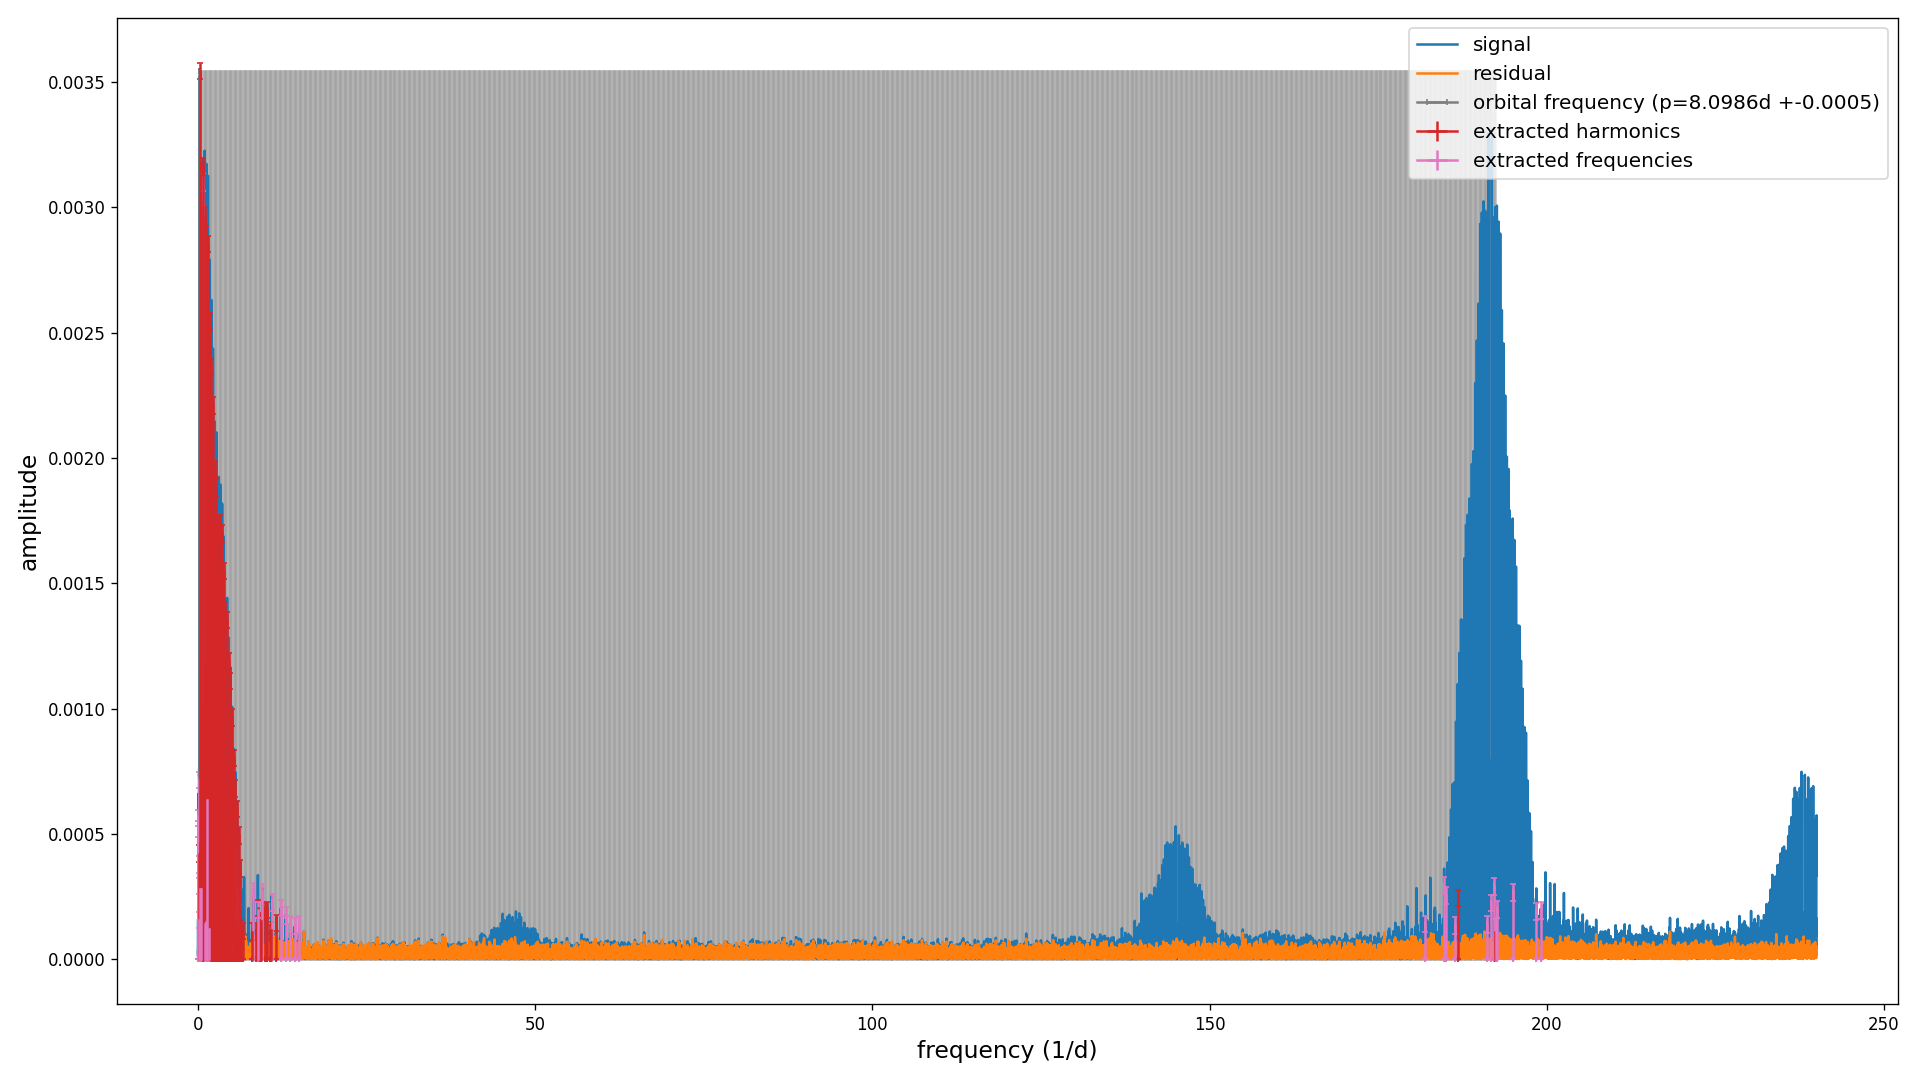 signal
residual
orbital frequency (p=8.0986d +-0.0005)
extracted harmonics
extracted frequencies
0.0035
0.0030
0.0025
0.0020
0.0015
0.0010
0.0005
0.0000
amplitude
0 50 100 150 200 250
frequency (1/d)